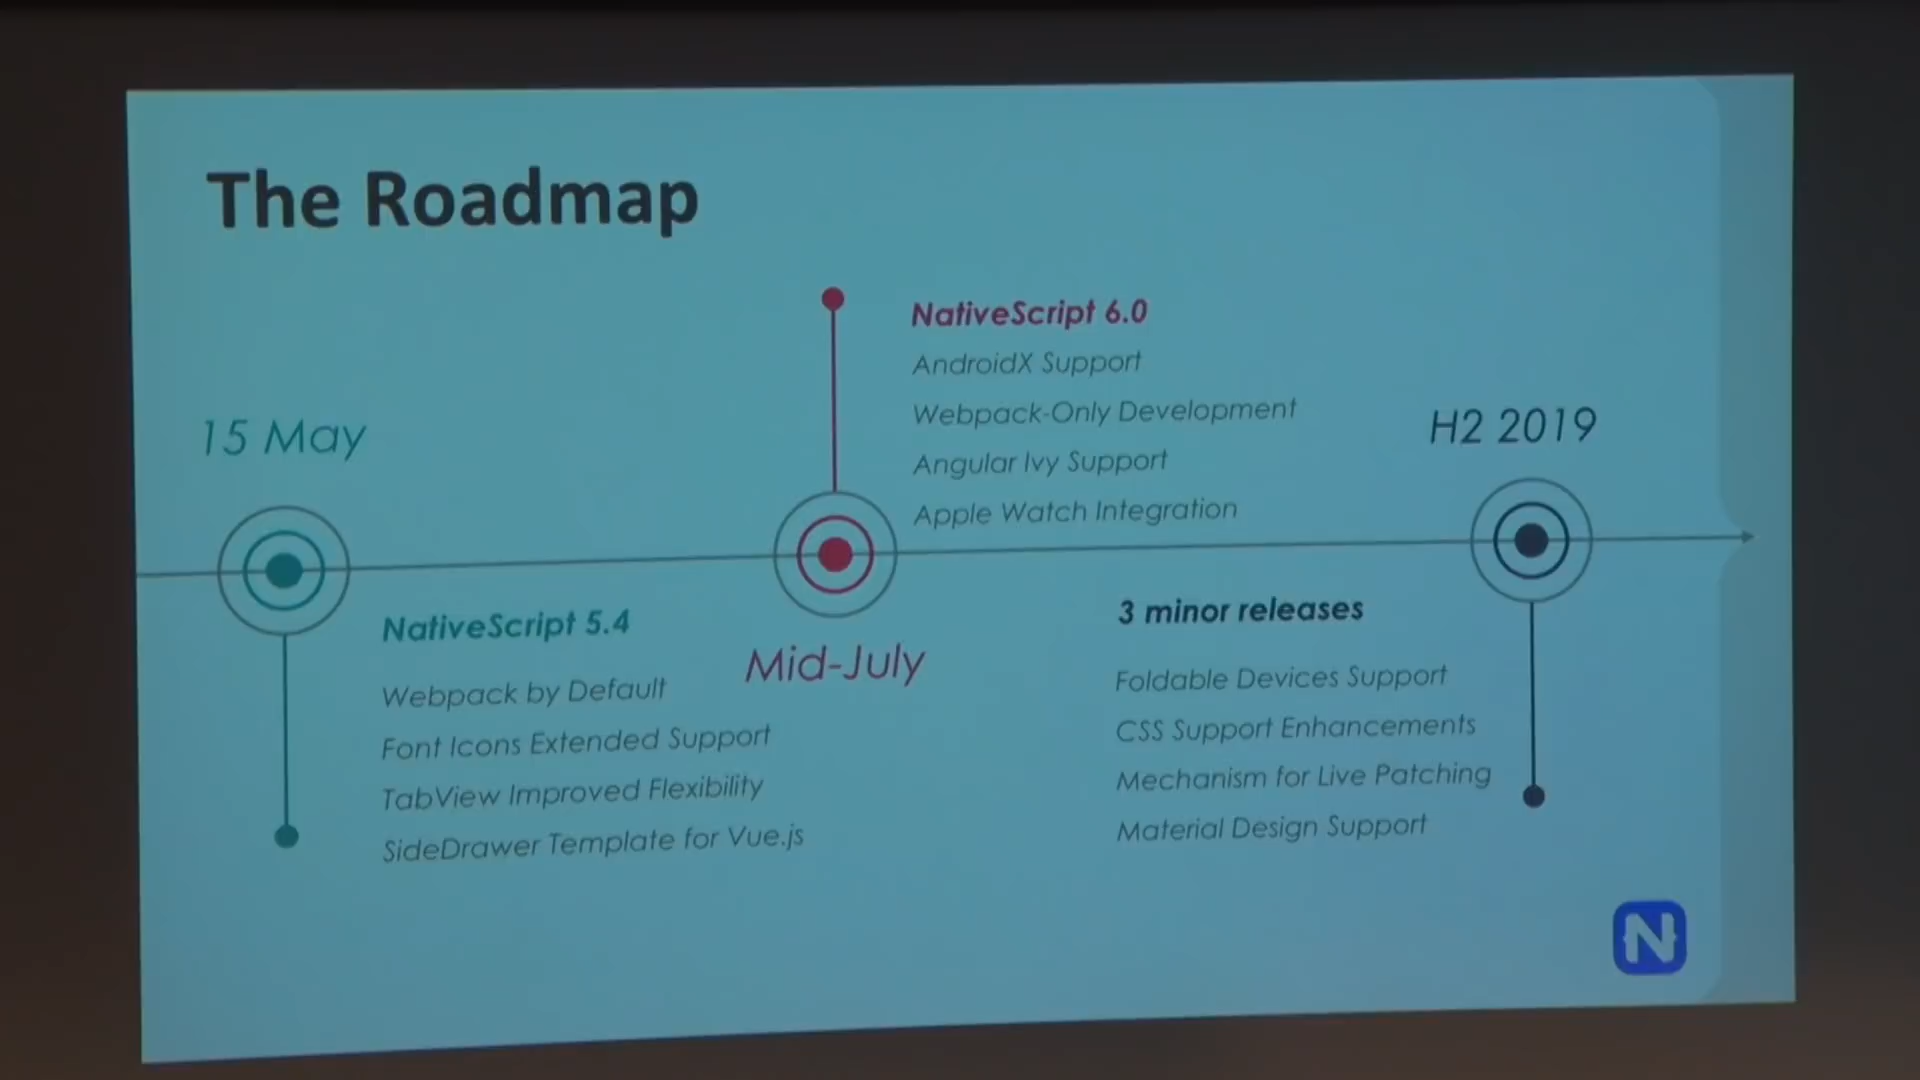 The Roadmap
15 May
NativeScript 5.4
Webpack by Default
Font Icons Extended Support
TabView Improved Flexibility
SideDrawer Template for Vue.js
Mid-July
NativeScript 6.0
AndroidX Support
Webpack-Only Development
Angular Ivy Support
Apple Watch Integration
H2 2019
3 minor releases
Foldable Devices Support
CSS Support Enhancements
Mechanism for Live Patching
Material Design Support
N